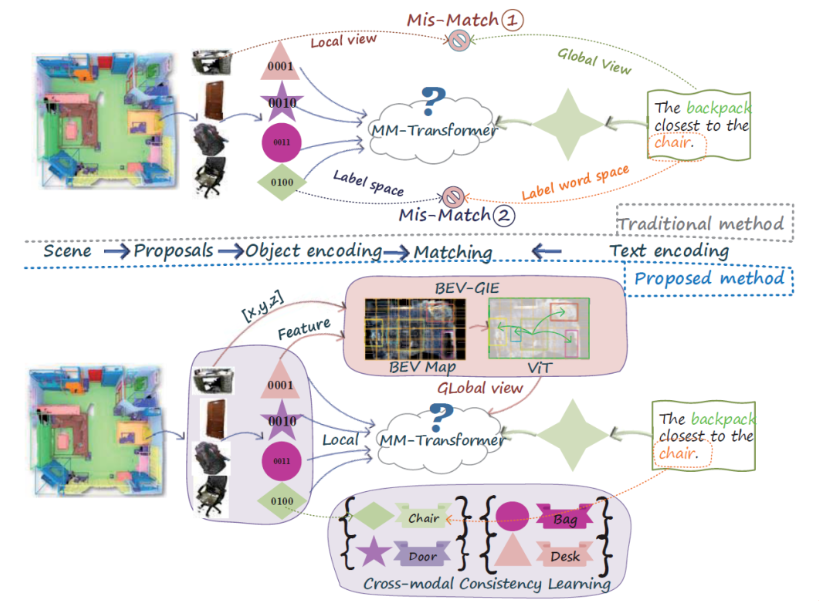 Mis-Match ①
Local view
Global View
0001
0010
0011
0100
?
MM-Transformer
The backpack
closest to the
chair.
Label space
Label word space
Mis-Match ②
Traditional method
Scene Proposals Object encoding Matching Text encoding
Proposed method
BEV-GIE
[x,y,z]
Feature
BEV Map
ViT
GLobal view
0001
0010
0011
0100
Local
?
MM-Transformer
The backpack
closest to the
chair.
Chair
Bag
Door
Desk
Cross-modal Consistency Learning